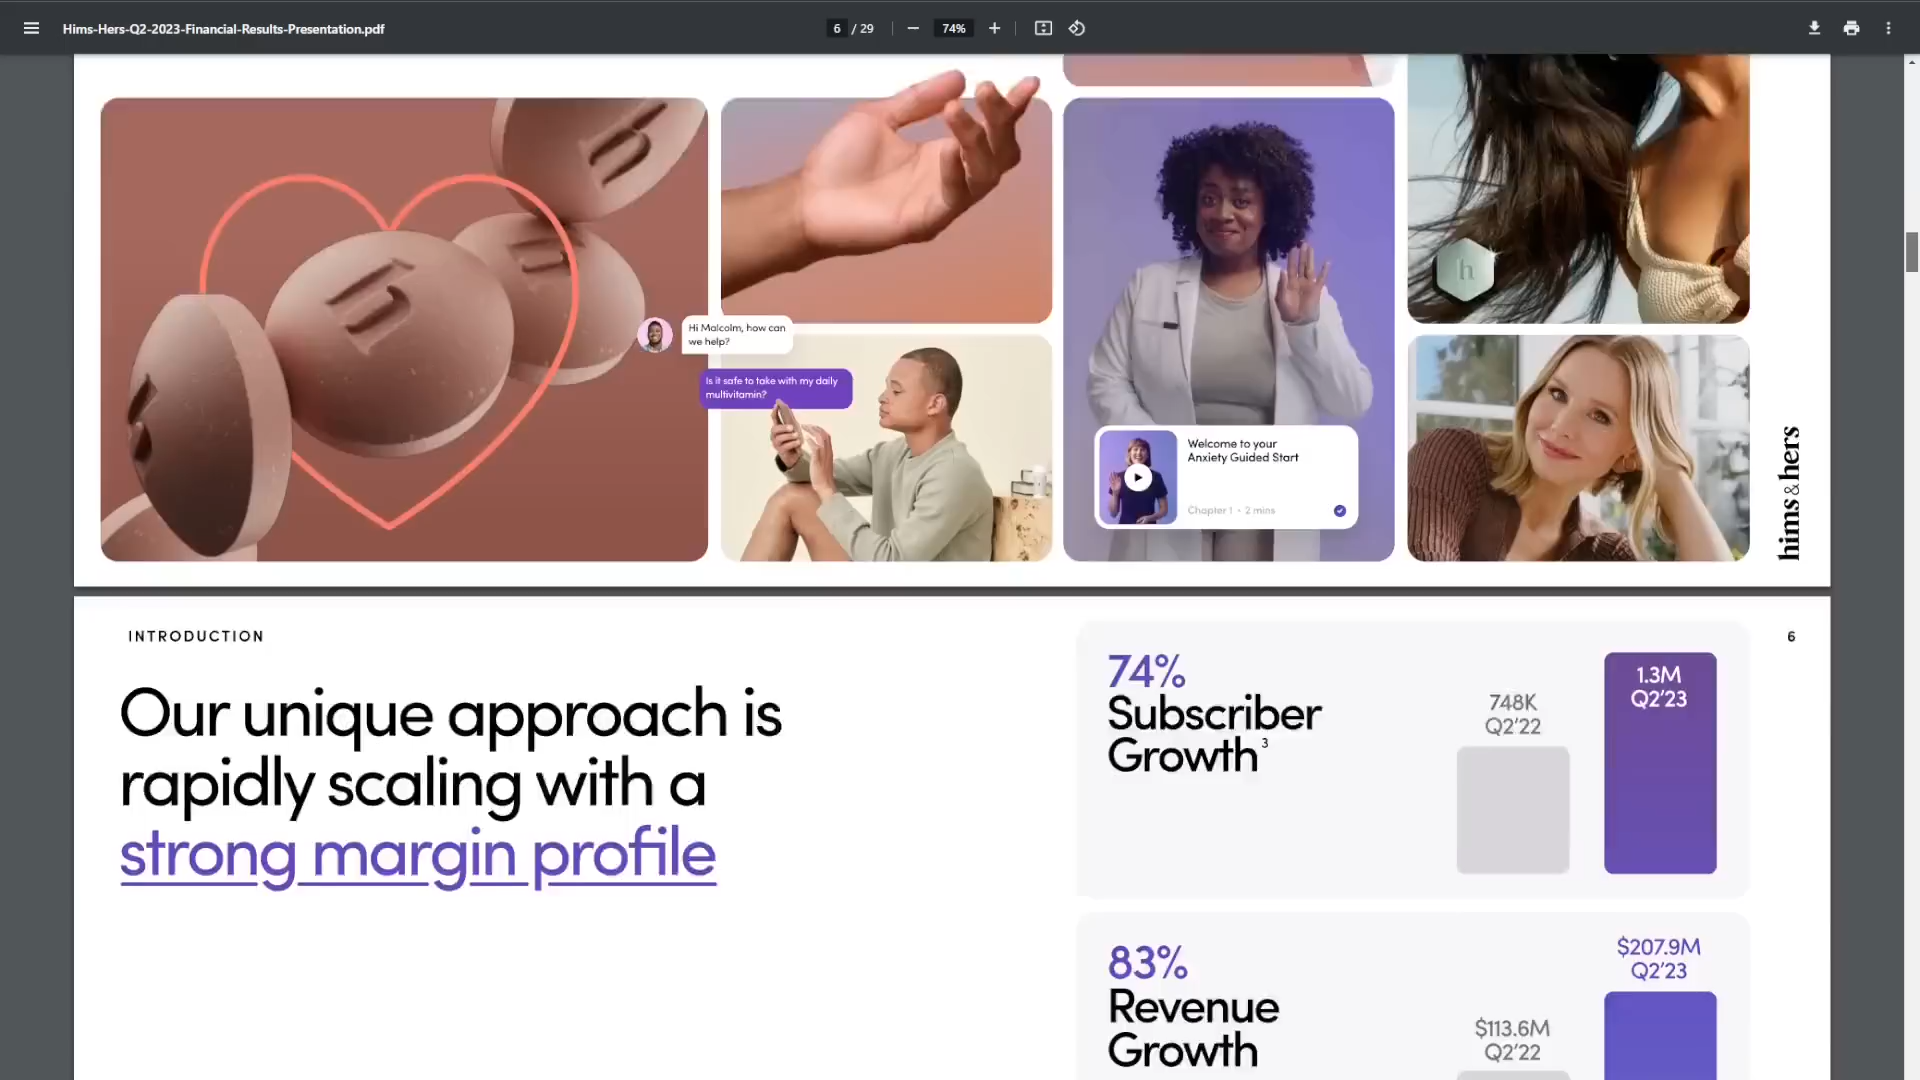 Hims-Hers-Q2-2023-Financial-Results-Presentation.pdf
6 / 29
74%
h
h
h
h
Hi Malcolm, how can
we help?
Is it safe to take with my daily
multivitamin?
Welcome to your
Anxiety Guided Start
Chapter 1 • 2 mins
hims&hers
INTRODUCTION
6
Our unique approach is
rapidly scaling with a
strong margin profile
74%
Subscriber
Growth³
748K
Q2'22
1.3M
Q2'23
83%
Revenue
Growth
$113.6M
Q2'22
$207.9M
Q2'23